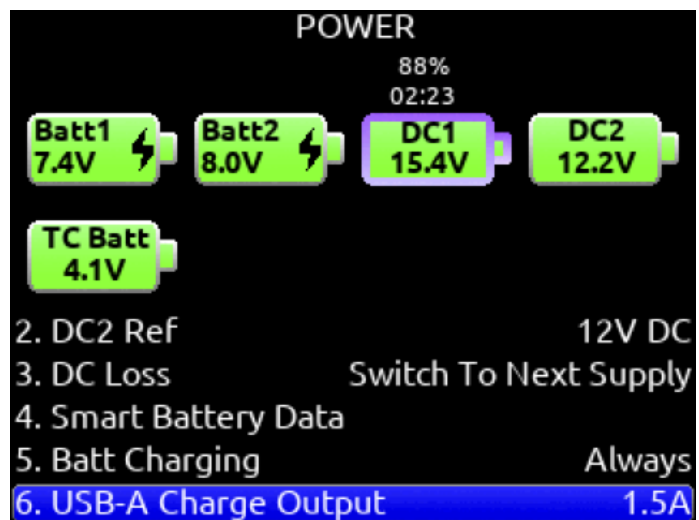 POWER
88%
02:23
Batt1 Batt2 DC1 DC2
7.4V 8.0V 15.4V 12.2V
TC Batt
4.1V
2. DC2 Ref 12V DC
3. DC Loss Switch To Next Supply
4. Smart Battery Data
5. Batt Charging Always
6. USB-A Charge Output 1.5A